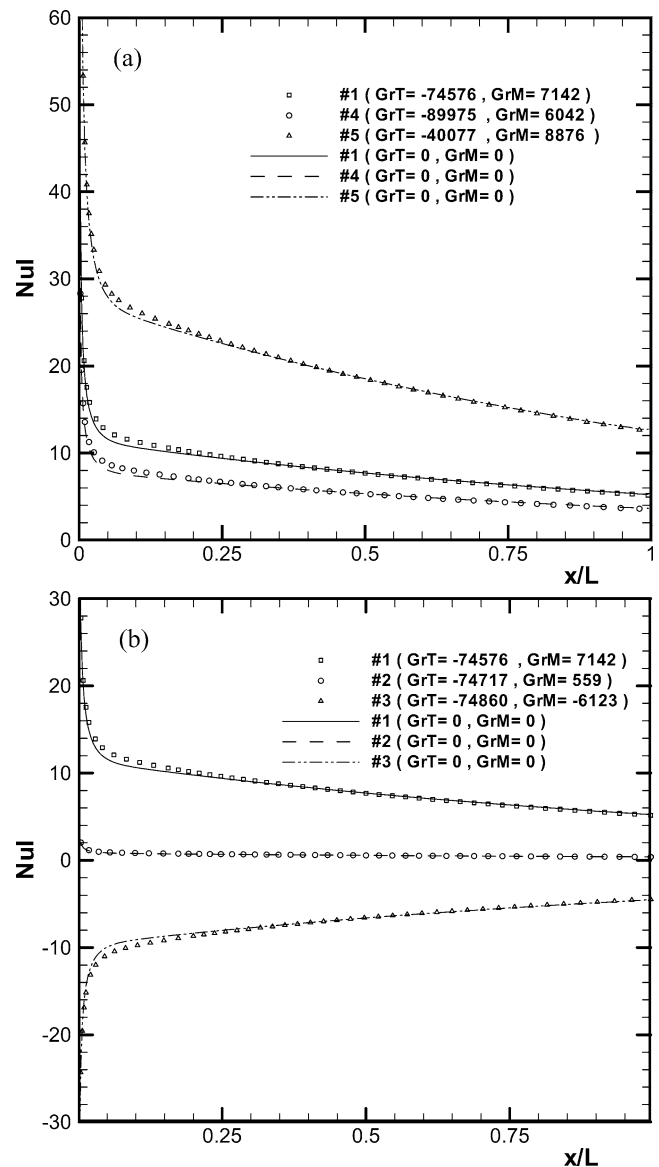 60
(a)
#1 ( GrT= -74576 , GrM= 7142 )
#4 ( GrT= -89975 , GrM= 6042 )
#5 ( GrT= -40077 , GrM= 8876 )
#1 ( GrT= 0 , GrM= 0 )
#4 ( GrT= 0 , GrM= 0 )
#5 ( GrT= 0 , GrM= 0 )
50
40
30
Nul
20
10
0
0
0.25
0.5
0.75
1
x/L
30
(b)
#1 ( GrT= -74576 , GrM= 7142 )
#2 ( GrT= -74717 , GrM= 559 )
#3 ( GrT= -74860 , GrM= -6123 )
#1 ( GrT= 0 , GrM= 0 )
#2 ( GrT= 0 , GrM= 0 )
#3 ( GrT= 0 , GrM= 0 )
20
10
Nul
0
-10
-20
-30
0.25
0.5
0.75
x/L